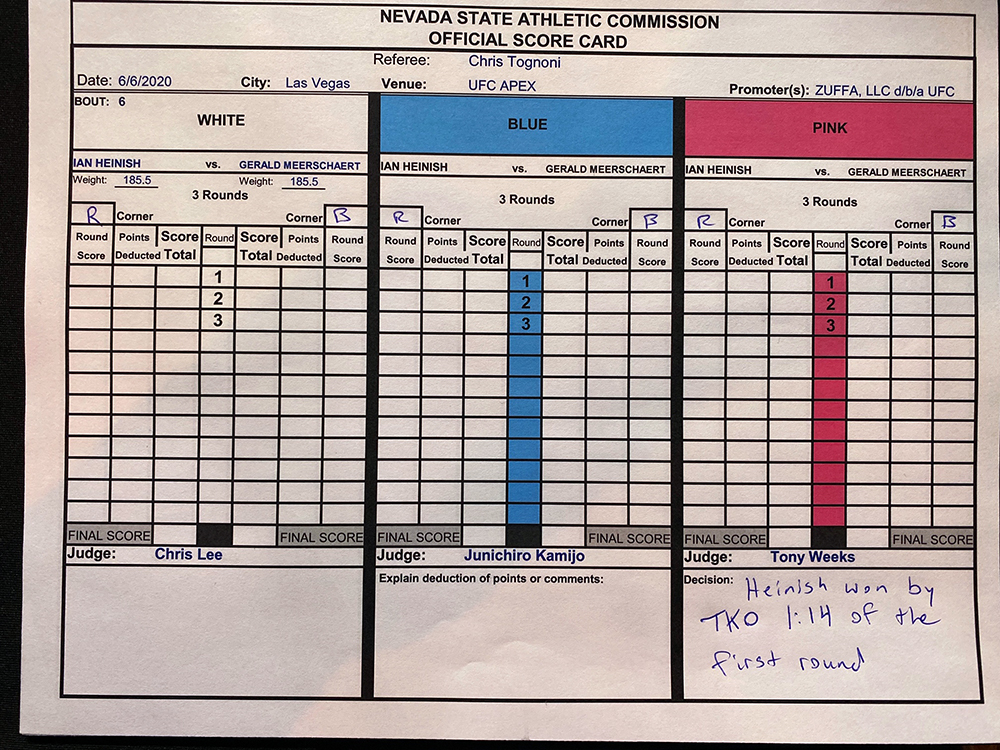 NEVADA STATE ATHLETIC COMMISSION
OFFICIAL SCORE CARD
Referee: Chris Tognoni
Date: 6/6/2020 City: Las Vegas Venue: UFC APEX Promoter(s): ZUFFA, LLC d/b/a UFC
BOUT: 6
WHITE BLUE PINK
IAN HEINISH vs. GERALD MEERSCHAERT IAN HEINISH vs. GERALD MEERSCHAERT IAN HEINISH vs. GERALD MEERSCHAERT
Weight: 185.5 Weight: 185.5
3 Rounds 3 Rounds 3 Rounds
R Corner Corner B R Corner Corner B R Corner Corner B
Round Points Score Round Score Points Round Round Points Score Round Score Points Round Round Points Score Round Score Points Round
Score Deducted Total Total Deducted Score Score Deducted Total Total Deducted Score Score Deducted Total Total Deducted Score
1 1 1
2 2 2
3 3 3
FINAL SCORE FINAL SCORE FINAL SCORE FINAL SCORE FINAL SCORE FINAL SCORE
Judge: Chris Lee Judge: Junichiro Kamijo Judge: Tony Weeks
Explain deduction of points or comments: Decision: Heinish won by
TKO 1:14 of the
first round